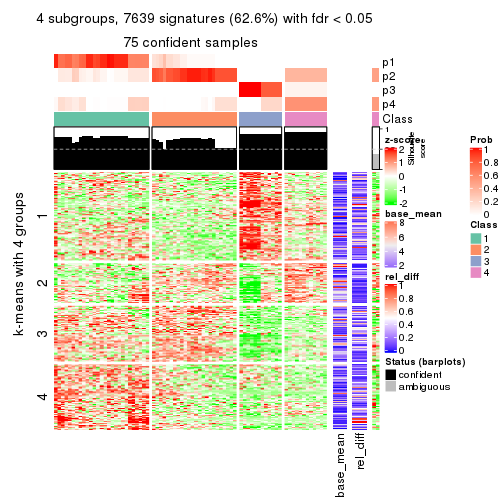 4 subgroups, 7639 signatures (62.6%) with fdr < 0.05
75 confident samples
p1
p2
p3
p4
Class
1
Silhouette
score
k-means with 4 groups
1
2
3
4
base_mean
rel_diff
z-score
2
1
0
-1
-2
base_mean
8
6
4
2
rel_diff
1
0.8
0.6
0.4
0.2
0
Status (barplots)
confident
ambiguous
Prob
1
0.8
0.6
0.4
0.2
0
Class
1
2
3
4